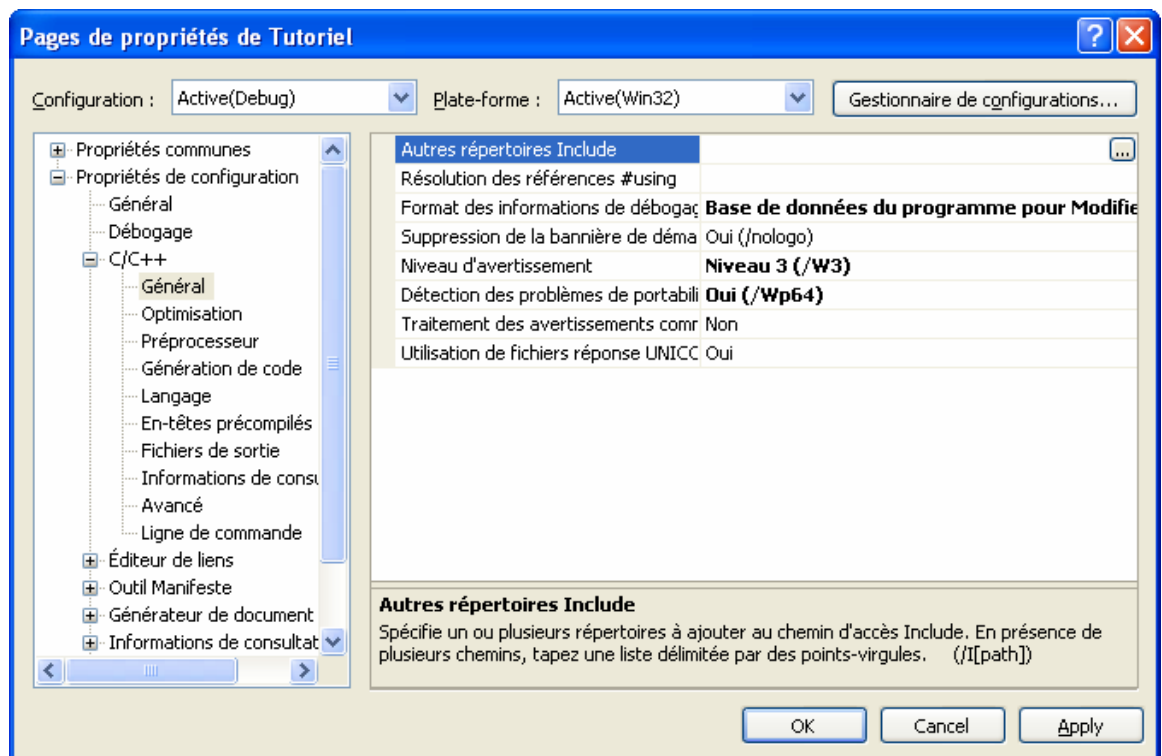 Pages de propriétés de Tutoriel
Configuration : Active(Debug) Plate-forme : Active(Win32) Gestionnaire de configurations...
Propriétés communes
Propriétés de configuration
Général
Débogage
C/C++
Général
Optimisation
Préprocesseur
Génération de code
Langage
En-têtes précompilés
Fichiers de sortie
Informations de consu
Avancé
Ligne de commande
Éditeur de liens
Outil Manifeste
Générateur de document
Informations de consultat
Autres répertoires Include ...
Résolution des références #using
Format des informations de débogag Base de données du programme pour Modifie
Suppression de la bannière de déma Oui (/nologo)
Niveau d'avertissement Niveau 3 (/W3)
Détection des problèmes de portabili Oui (/Wp64)
Traitement des avertissements comm Non
Utilisation de fichiers réponse UNICO Oui
Autres répertoires Include
Spécifie un ou plusieurs répertoires à ajouter au chemin d'accès Include. En présence de
plusieurs chemins, tapez une liste délimitée par des points-virgules. (/I[path])
OK Cancel Apply